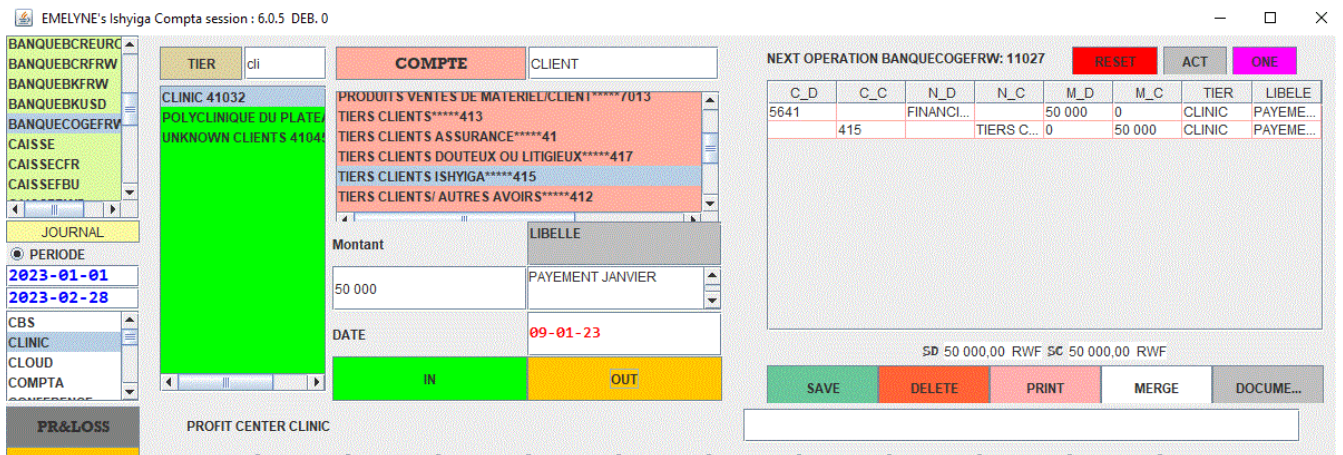 EMELYNE's Ishyiga Compta session : 6.0.5 DEB. 0
BANQUEBCREURC
BANQUEBCRFRW
BANQUEBKFRW
BANQUEBKUSD
BANQUECOGEFRW
CAISSE
CAISSECFR
CAISSEFBU
JOURNAL
PERIODE
2023-01-01
2023-02-28
CBS
CLINIC
CLOUD
COMPTA
CONFERENCE
PR&LOSS
TIER cli
CLINIC 41032
POLYCLINIQUE DU PLATE
UNKNOWN CLIENTS 4104
COMPTE CLIENT
PRODUITS VENTES DE MATERIEL/CLIENT*****7013
TIERS CLIENTS*****413
TIERS CLIENTS ASSURANCE*****41
TIERS CLIENTS DOUTEUX OU LITIGIEUX*****417
TIERS CLIENTS ISHYIGA*****415
TIERS CLIENTS/ AUTRES AVOIRS*****412
Montant LIBELLE
50 000 PAYEMENT JANVIER
DATE 09-01-23
IN OUT
PROFIT CENTER CLINIC
NEXT OPERATION BANQUECOGEFRW: 11027 RESET ACT ONE
C_D C_C N_D N_C M_D M_C TIER LIBELE
5641 FINANCI... 50 000 0 CLINIC PAYEME...
415 TIERS C... 0 50 000 CLINIC PAYEME...
SD 50 000,00 RWF SC 50 000,00 RWF
SAVE DELETE PRINT MERGE DOCUME...